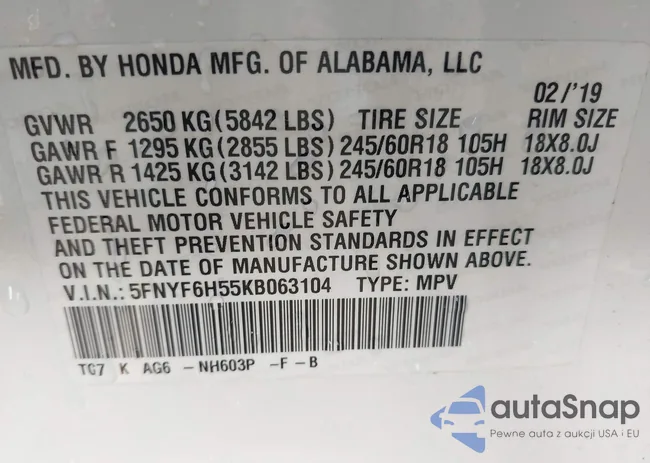 MFD. BY HONDA MFG. OF ALABAMA, LLC
02/'19
GVWR 2650 KG(5842 LBS) TIRE SIZE RIM SIZE
GAWR F 1295 KG(2855 LBS) 245/60R18 105H 18X8.0J
GAWR R 1425 KG(3142 LBS) 245/60R18 105H 18X8.0J
THIS VEHICLE CONFORMS TO ALL APPLICABLE
FEDERAL MOTOR VEHICLE SAFETY
AND THEFT PREVENTION STANDARDS IN EFFECT
ON THE DATE OF MANUFACTURE SHOWN ABOVE.
V.I.N.: 5FNYF6H55KB063104 TYPE: MPV
TG7 K AG6 -NH603P -F-B
autaSnap
Pewne auta z aukcji USA i EU